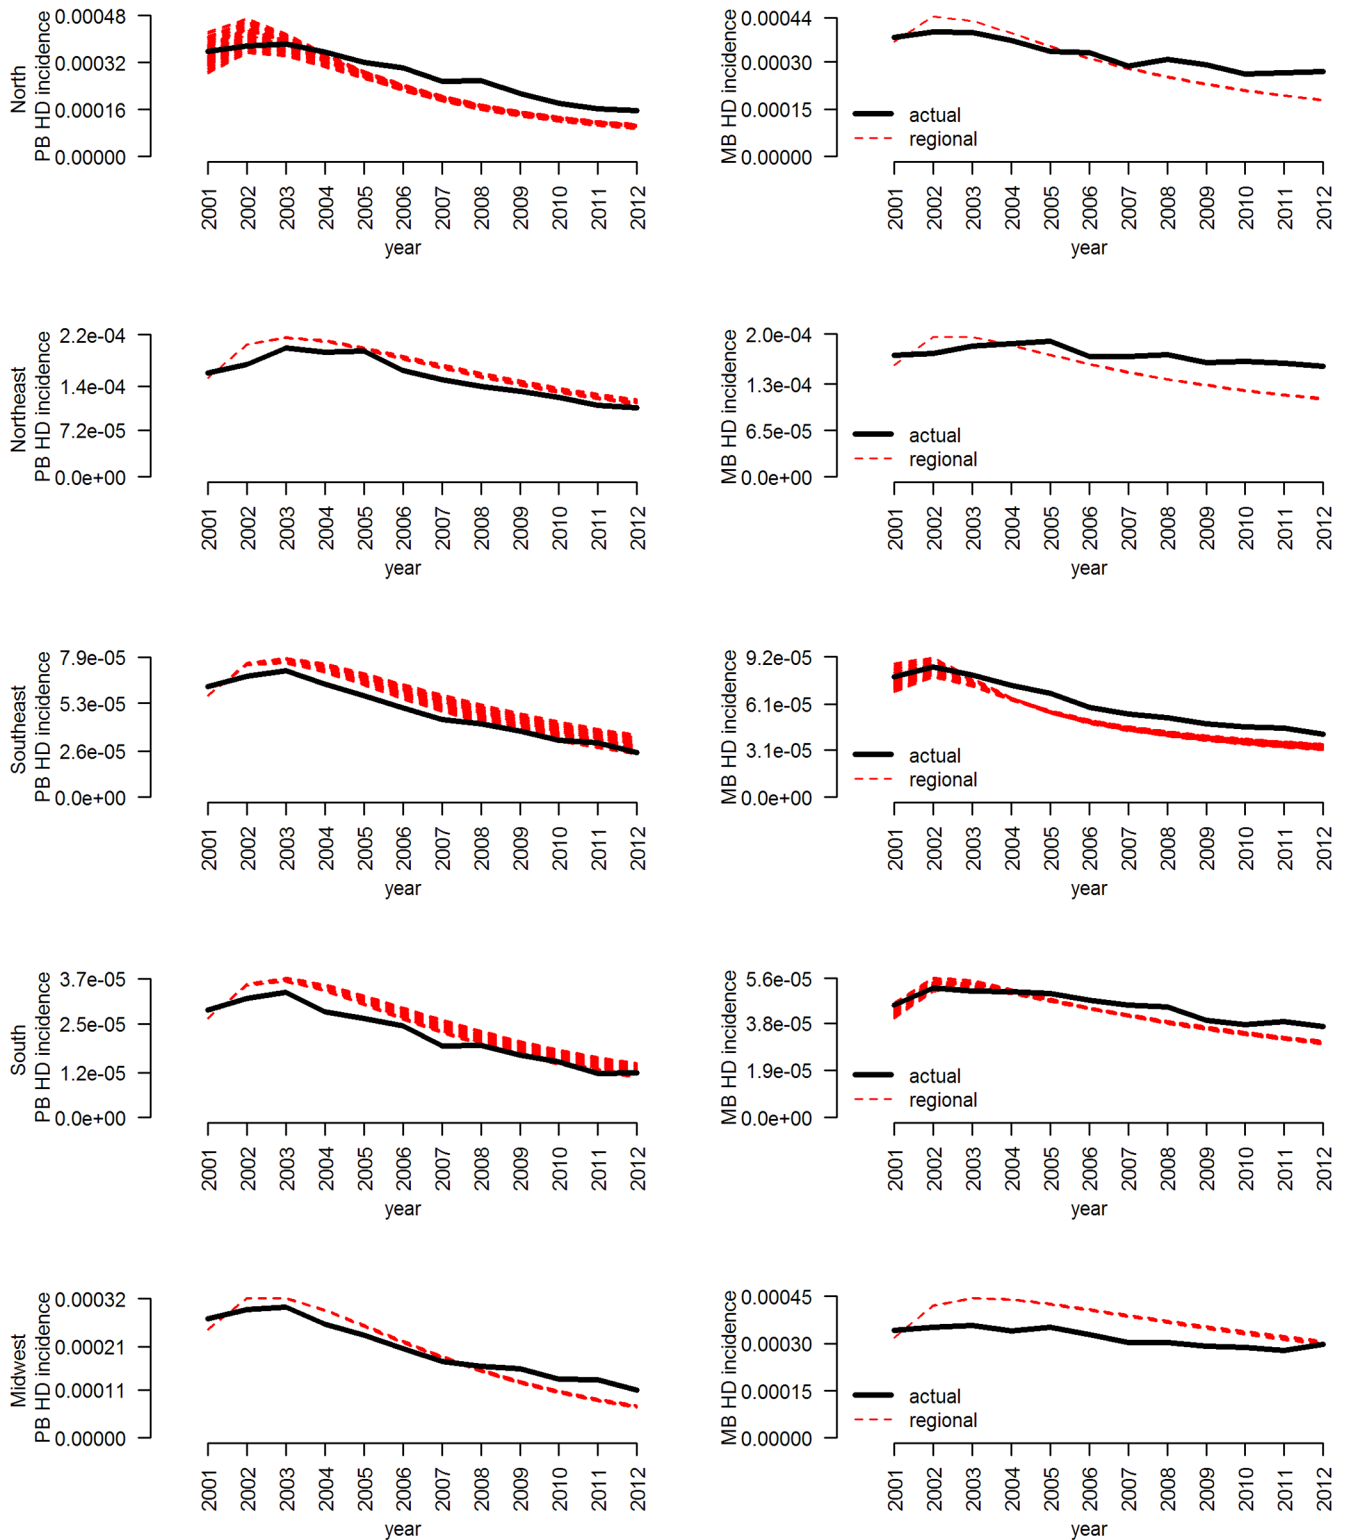 North
PB HD incidence
0.00048
0.00032
0.00016
0.00000
2001
2002
2003
2004
2005
2006
2007
2008
2009
2010
2011
2012
year
MB HD incidence
0.00044
0.00030
0.00015
0.00000
actual
regional
2001
2002
2003
2004
2005
2006
2007
2008
2009
2010
2011
2012
year
Northeast
PB HD incidence
2.2e-04
1.4e-04
7.2e-05
0.0e+00
2001
2002
2003
2004
2005
2006
2007
2008
2009
2010
2011
2012
year
MB HD incidence
2.0e-04
1.3e-04
6.5e-05
0.0e+00
actual
regional
2001
2002
2003
2004
2005
2006
2007
2008
2009
2010
2011
2012
year
Southeast
PB HD incidence
7.9e-05
5.3e-05
2.6e-05
0.0e+00
2001
2002
2003
2004
2005
2006
2007
2008
2009
2010
2011
2012
year
MB HD incidence
9.2e-05
6.1e-05
3.1e-05
0.0e+00
actual
regional
2001
2002
2003
2004
2005
2006
2007
2008
2009
2010
2011
2012
year
South
PB HD incidence
3.7e-05
2.5e-05
1.2e-05
0.0e+00
2001
2002
2003
2004
2005
2006
2007
2008
2009
2010
2011
2012
year
MB HD incidence
5.6e-05
3.8e-05
1.9e-05
0.0e+00
actual
regional
2001
2002
2003
2004
2005
2006
2007
2008
2009
2010
2011
2012
year
Midwest
PB HD incidence
0.00032
0.00021
0.00011
0.00000
2001
2002
2003
2004
2005
2006
2007
2008
2009
2010
2011
2012
year
MB HD incidence
0.00045
0.00030
0.00015
0.00000
actual
regional
2001
2002
2003
2004
2005
2006
2007
2008
2009
2010
2011
2012
year